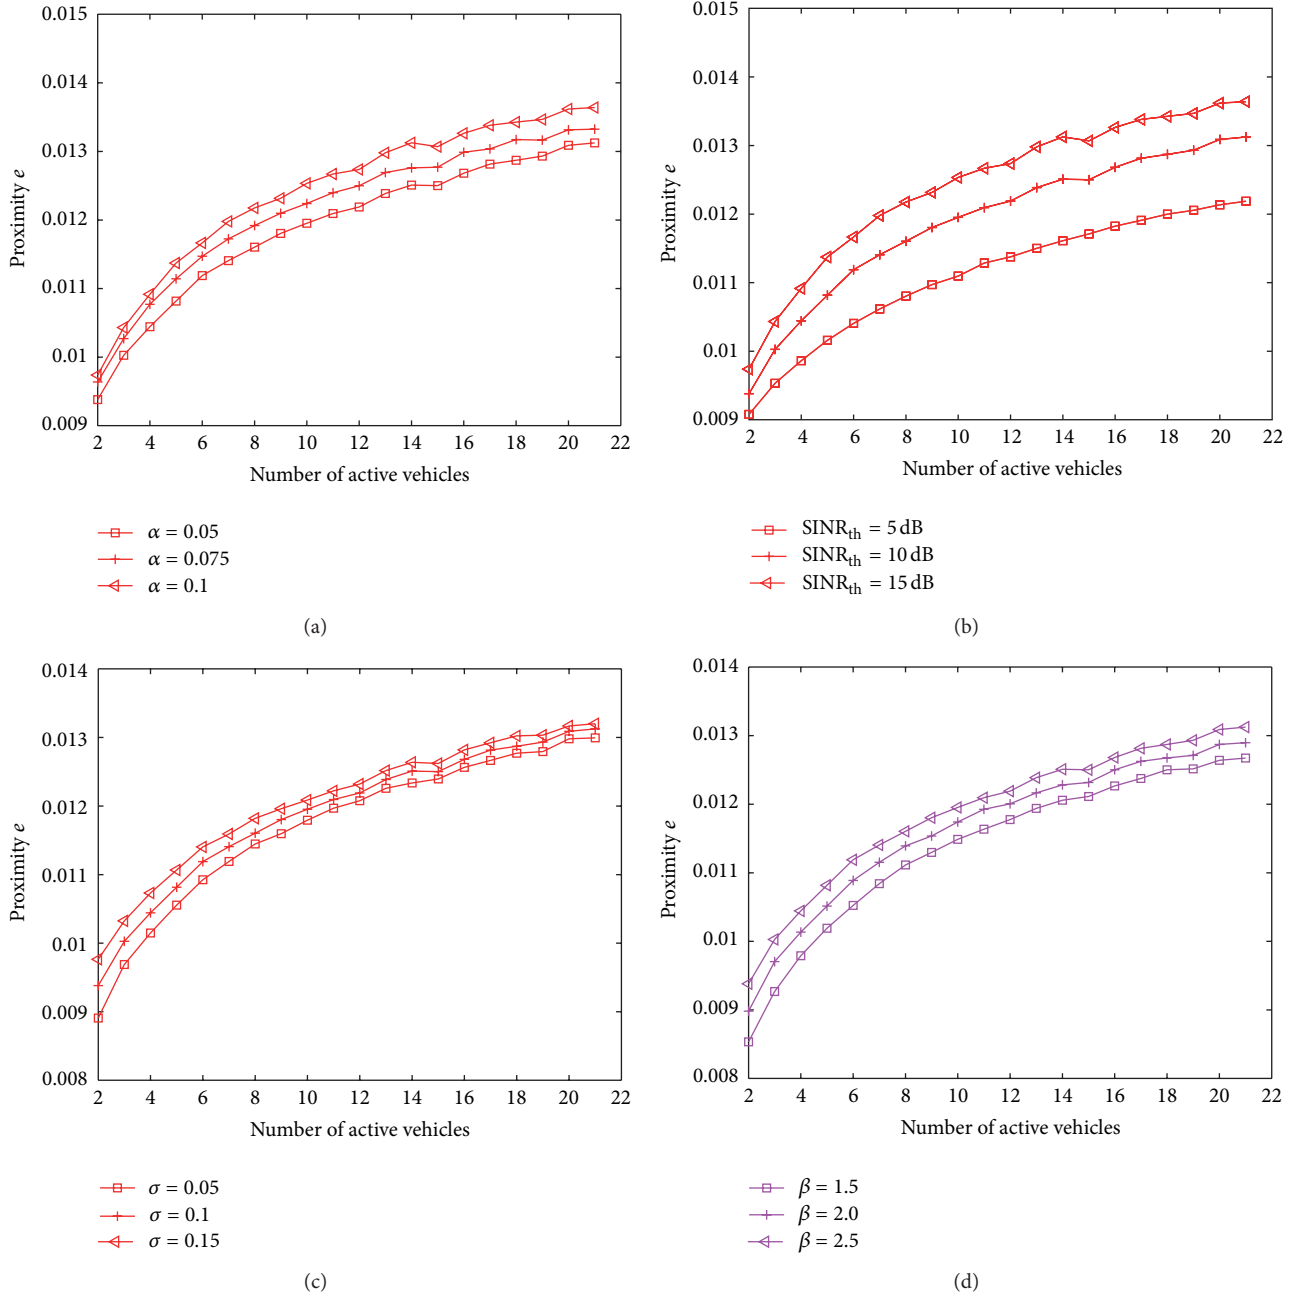 0.015
0.014
0.013
0.012
0.011
0.01
0.009
Proximity e
2 4 6 8 10 12 14 16 18 20 22
Number of active vehicles
α = 0.05
α = 0.075
α = 0.1
(a)
0.015
0.014
0.013
0.012
0.011
0.01
0.009
Proximity e
2 4 6 8 10 12 14 16 18 20 22
Number of active vehicles
SINRth = 5 dB
SINRth = 10 dB
SINRth = 15 dB
(b)
0.014
0.013
0.012
0.011
0.01
0.009
0.008
Proximity e
2 4 6 8 10 12 14 16 18 20 22
Number of active vehicles
σ = 0.05
σ = 0.1
σ = 0.15
(c)
0.014
0.013
0.012
0.011
0.01
0.009
0.008
Proximity e
2 4 6 8 10 12 14 16 18 20 22
Number of active vehicles
β = 1.5
β = 2.0
β = 2.5
(d)